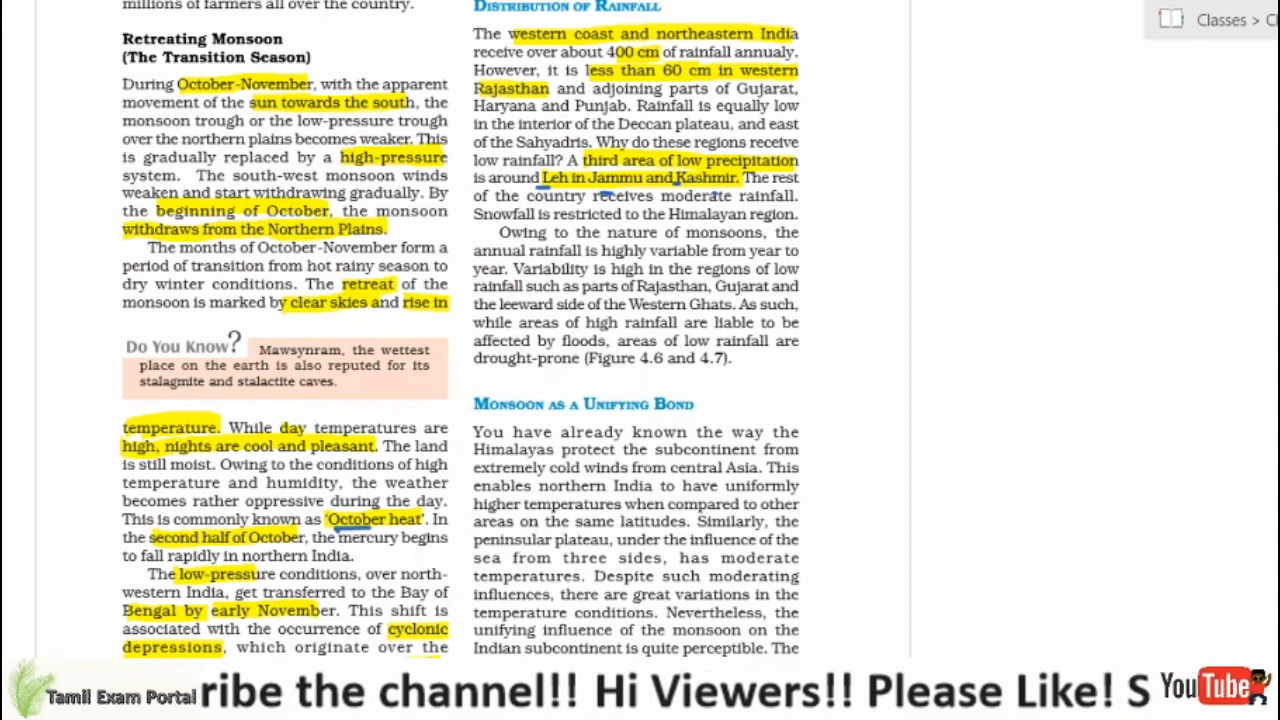 millions of farmers all over the country.
Retreating Monsoon
(The Transition Season)
During October-November, with the apparent
movement of the sun towards the south, the
monsoon trough or the low-pressure trough
over the northern plains becomes weaker. This
is gradually replaced by a high-pressure
system. The south-west monsoon winds
weaken and start withdrawing gradually. By
the beginning of October, the monsoon
withdraws from the Northern Plains.
The months of October-November form a
period of transition from hot rainy season to
dry winter conditions. The retreat of the
monsoon is marked by clear skies and rise in
Do You Know? Mawsynram, the wettest
place on the earth is also reputed for its
stalagmite and stalactite caves.
temperature. While day temperatures are
high, nights are cool and pleasant. The land
is still moist. Owing to the conditions of high
temperature and humidity, the weather
becomes rather oppressive during the day.
This is commonly known as 'October heat'. In
the second half of October, the mercury begins
to fall rapidly in northern India.
The low-pressure conditions, over north-
western India, get transferred to the Bay of
Bengal by early November. This shift is
associated with the occurrence of cyclonic
depressions, which originate over the
DISTRIBUTION OF RAINFALL
The western coast and northeastern India
receive over about 400 cm of rainfall annualy.
However, it is less than 60 cm in western
Rajasthan and adjoining parts of Gujarat,
Haryana and Punjab. Rainfall is equally low
in the interior of the Deccan plateau, and east
of the Sahyadris. Why do these regions receive
low rainfall? A third area of low precipitation
is around Leh in Jammu and Kashmir. The rest
of the country receives moderate rainfall.
Snowfall is restricted to the Himalayan region.
Owing to the nature of monsoons, the
annual rainfall is highly variable from year to
year. Variability is high in the regions of low
rainfall such as parts of Rajasthan, Gujarat and
the leeward side of the Western Ghats. As such,
while areas of high rainfall are liable to be
affected by floods, areas of low rainfall are
drought-prone (Figure 4.6 and 4.7).
MONSOON AS A UNIFYING BOND
You have already known the way the
Himalayas protect the subcontinent from
extremely cold winds from central Asia. This
enables northern India to have uniformly
higher temperatures when compared to other
areas on the same latitudes. Similarly, the
peninsular plateau, under the influence of the
sea from three sides, has moderate
temperatures. Despite such moderating
influences, there are great variations in the
temperature conditions. Nevertheless, the
unifying influence of the monsoon on the
Indian subcontinent is quite perceptible. The
Classes > C
Tamil Exam Portal
ribe the channel!! Hi Viewers!! Please Like! S
YouTube